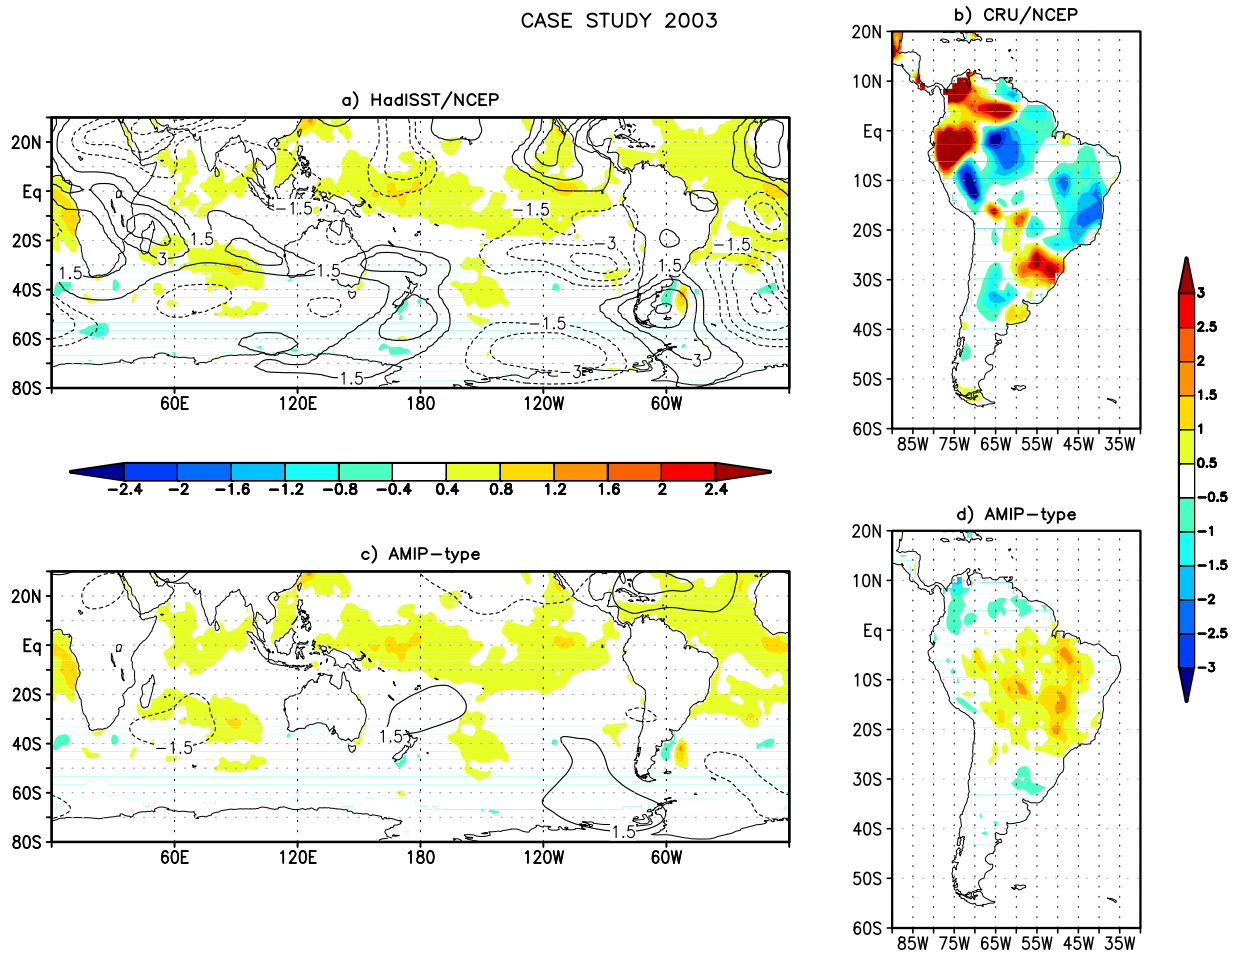 CASE STUDY 2003
a) HadISST/NCEP
20N
Eq
20S
40S
60S
80S
60E 120E 180 120W 60W
-1.5
1.5
3
1.5
1.5
-1.5
-3
-1.5
1.5
-1.5
-3
3
1.5
-2.4 -2 -1.6 -1.2 -0.8 -0.4 0.4 0.8 1.2 1.6 2 2.4
b) CRU/NCEP
20N
10N
Eq
10S
20S
30S
40S
50S
60S
85W 75W 65W 55W 45W 35W
3
2.5
2
1.5
1
0.5
-0.5
-1
-1.5
-2
-2.5
-3
c) AMIP-type
20N
Eq
20S
40S
60S
80S
60E 120E 180 120W 60W
-1.5
1.5
1.5
d) AMIP-type
20N
10N
Eq
10S
20S
30S
40S
50S
60S
85W 75W 65W 55W 45W 35W